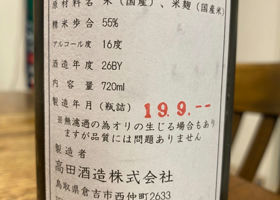 原材料名 米（国産）、米麹（国産米）
精米歩合 55%
アルコール度 16度
酒造年度 26BY
内容量 720ml
製造年月（瓶詰） 19.9.--
※無濾過の為オリの生じる場合もあり
ますが品質には問題ありません
製造者
高田酒造株式会社
鳥取県倉吉市西仲町2633